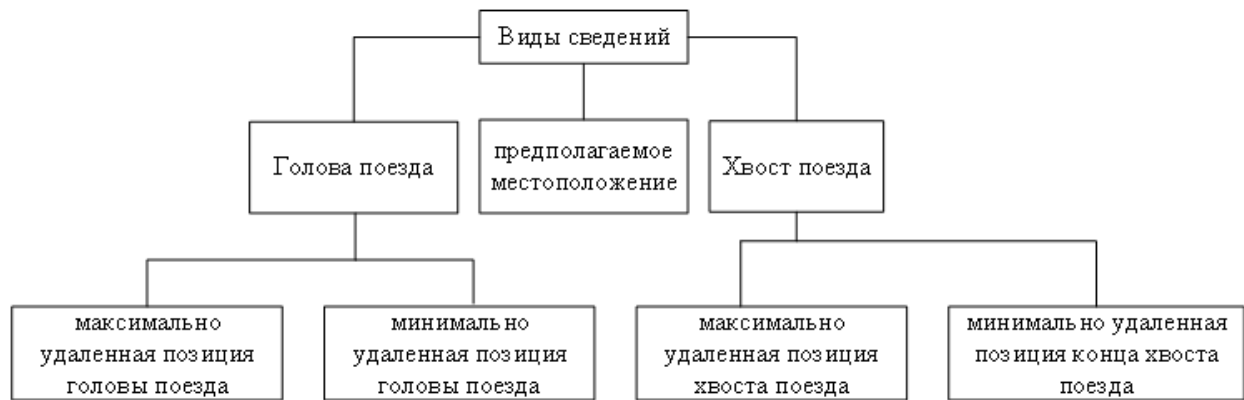 Виды сведений
Голова поезда
предполагаемое
местоположение
Хвост поезда
максимально
удаленная позиция
головы поезда
минимально
удаленная позиция
головы поезда
максимально
удаленная позиция
хвоста поезда
минимально удаленная
позиция конца хвоста
поезда